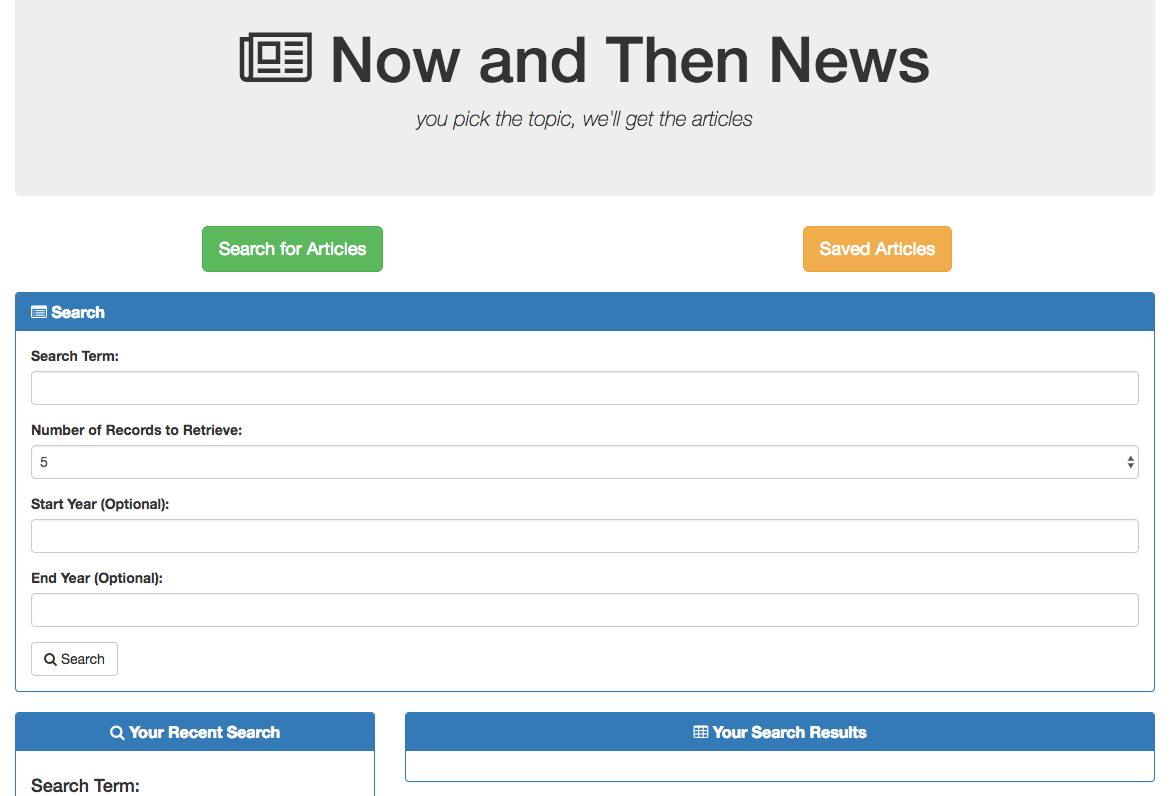 Now and Then News
you pick the topic, we'll get the articles
Search for Articles
Saved Articles
Search
Search Term:
Number of Records to Retrieve:
5
Start Year (Optional):
End Year (Optional):
Search
Your Recent Search
Your Search Results
Search Term: